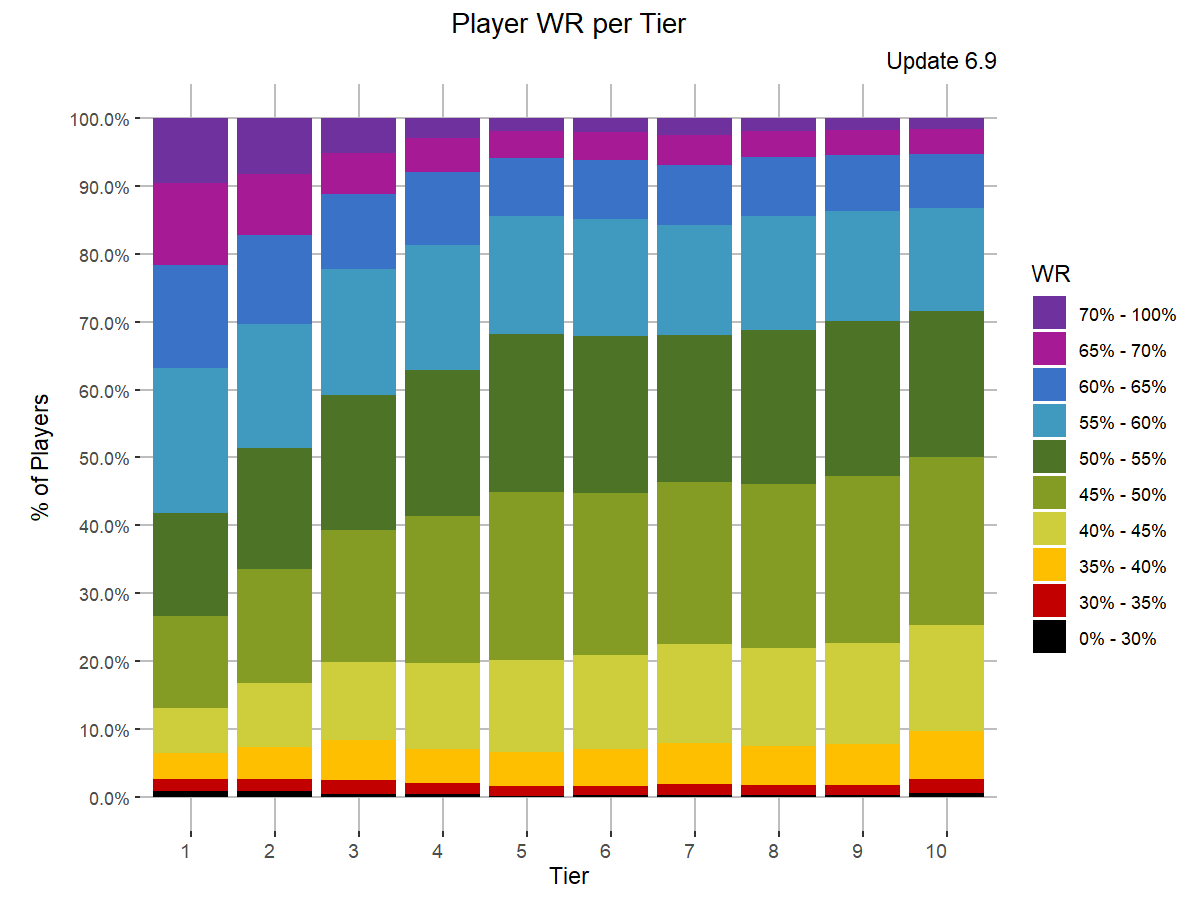 Player WR per Tier
Update 6.9
% of Players
100.0%
90.0%
80.0%
70.0%
60.0%
50.0%
40.0%
30.0%
20.0%
10.0%
0.0%
1 2 3 4 5 6 7 8 9 10
Tier
WR
70% - 100%
65% - 70%
60% - 65%
55% - 60%
50% - 55%
45% - 50%
40% - 45%
35% - 40%
30% - 35%
0% - 30%